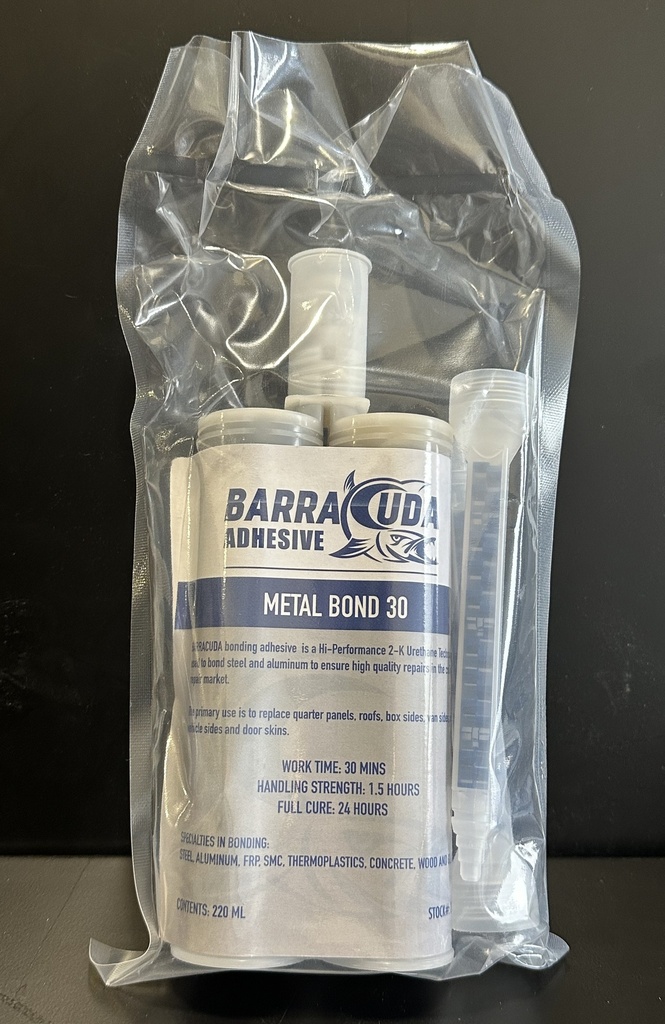 BARRACUDA
ADHESIVE
METAL BOND 30
BARRACUDA bonding adhesive is a Hi-Performance 2-K Urethane
to bond steel and aluminum to ensure high quality repairs in the
market.
primary use is to replace quarter panels, roofs, box sides, van side
sides and door skins.
WORK TIME: 30 MINS
HANDLING STRENGTH: 1.5 HOURS
FULL CURE: 24 HOURS
SPECIALTIES IN BONDING:
STEEL, ALUMINUM, FRP, SMC, THERMOPLASTICS, CONCRETE, WOOD AND
CONTENTS: 220 ML
STOCK#